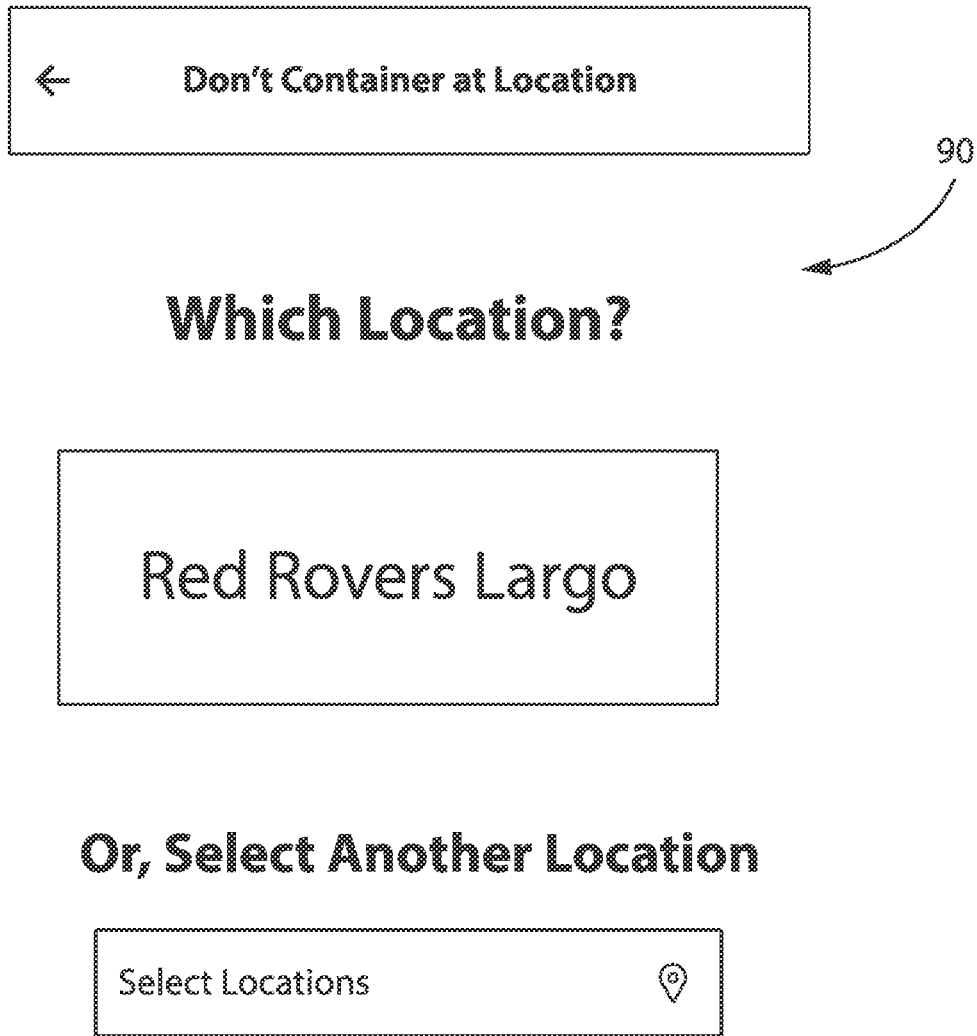 Don't Container at Location
90
Which Location?
Red Rovers Largo
Or, Select Another Location
Select Locations